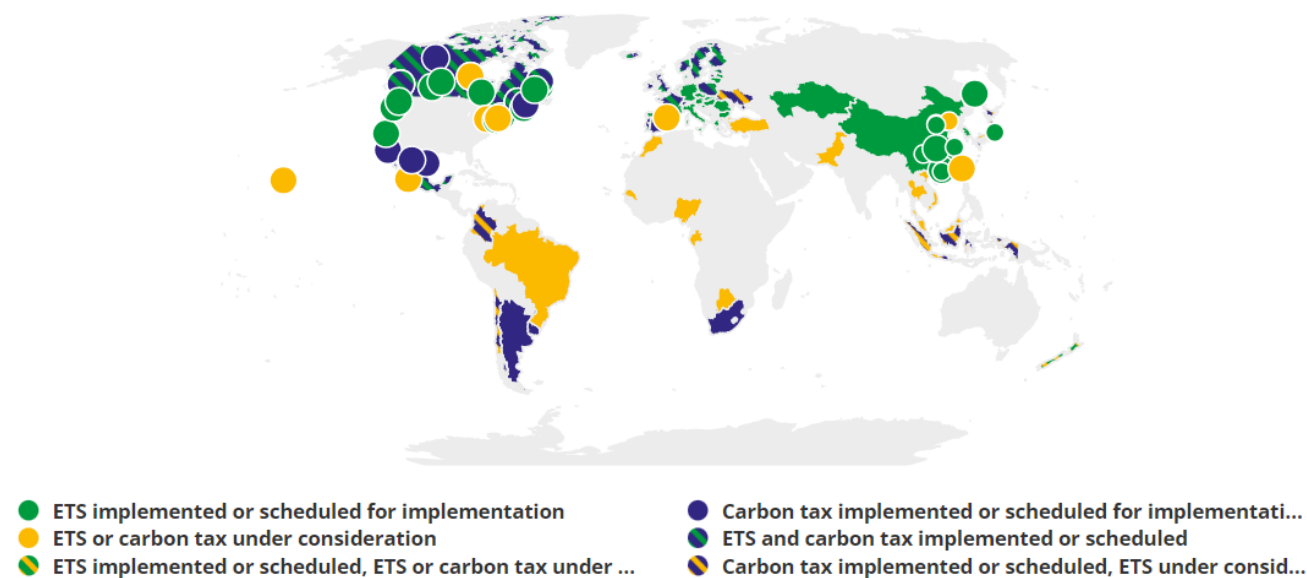 ETS implemented or scheduled for implementation
ETS or carbon tax under consideration
ETS implemented or scheduled, ETS or carbon tax under ...
Carbon tax implemented or scheduled for implementati...
ETS and carbon tax implemented or scheduled
Carbon tax implemented or scheduled, ETS under consid...